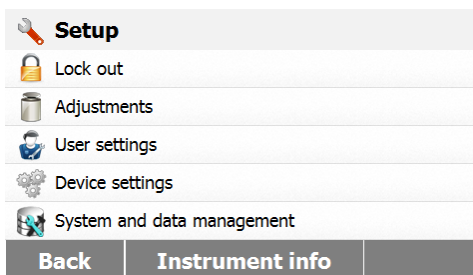 Setup
Lock out
Adjustments
User settings
Device settings
System and data management
Back Instrument info